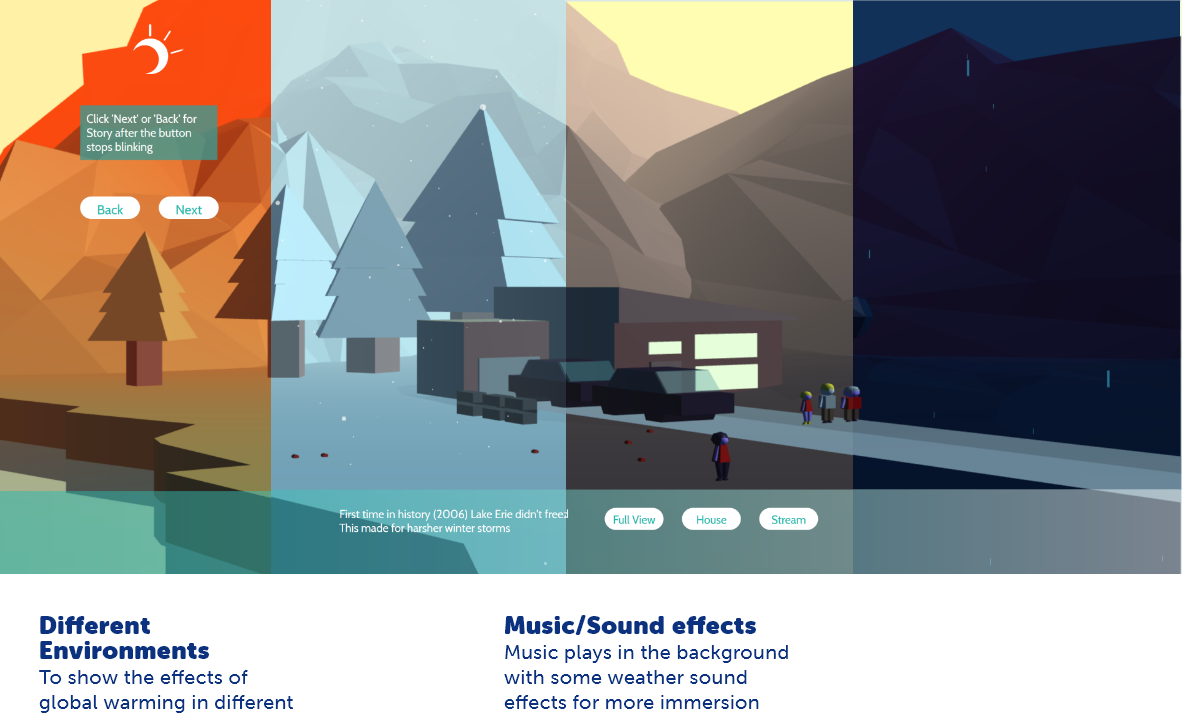 Click 'Next' or 'Back' for
Story after the button
stops blinking
Back
Next
First time in history (2006) Lake Erie didn't freez
This made for harsher winter storms
Full View
House
Stream
Different
Environments
To show the effects of
global warming in different
Music/Sound effects
Music plays in the background
with some weather sound
effects for more immersion